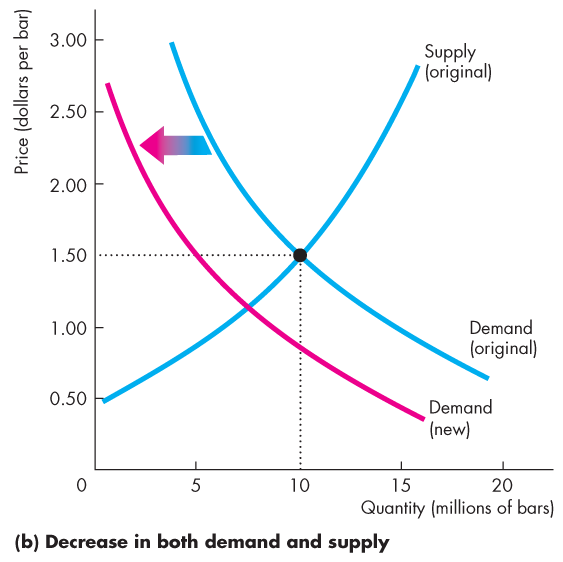 Price (dollars per bar)
3.00
2.50
2.00
1.50
1.00
0.50
0
5
10
15
20
Quantity (millions of bars)
Supply
(original)
Demand
(original)
Demand
(new)
(b) Decrease in both demand and supply